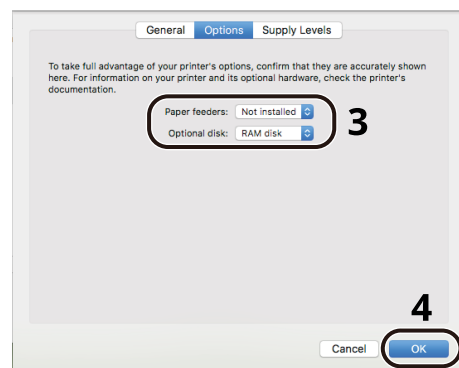 General Options Supply Levels
To take full advantage of your printer's options, confirm that they are accurately shown
here. For information on your printer and its optional hardware, check the printer's
documentation.
Paper feeders: Not installed
3
Optional disk: RAM disk
4
Cancel OK